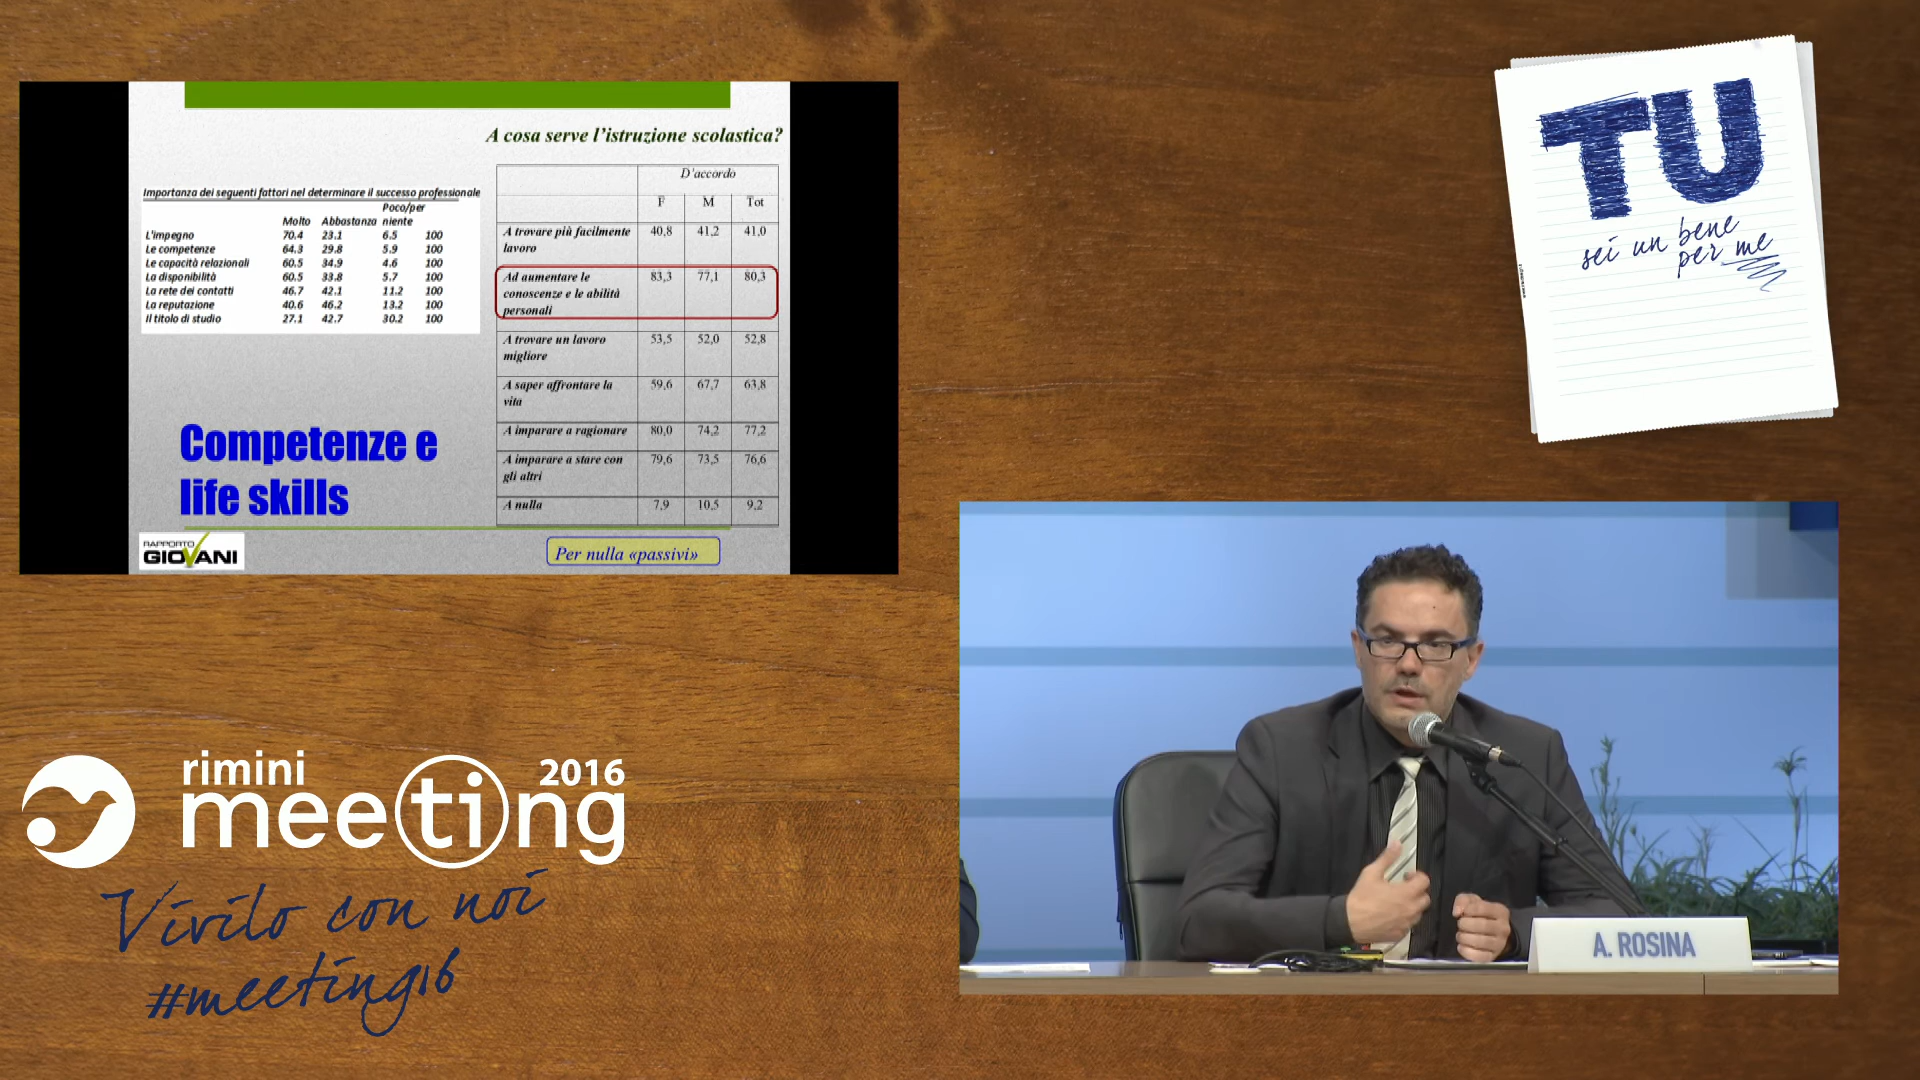 A cosa serve l'istruzione scolastica?
Importanza dei seguenti fattori nel determinare il successo professionale
Molto Abbastanza Poco/per niente
L'impegno 70.4 23.1 6.5 100
Le competenze 64.3 29.8 5.9 100
Le capacità relazionali 60.5 34.9 4.6 100
La disponibilità 60.5 33.8 5.7 100
La rete dei contatti 46.7 42.1 11.2 100
La reputazione 40.6 46.2 13.2 100
Il titolo di studio 27.1 42.7 30.2 100
D'accordo
F M Tot
A trovare più facilmente lavoro 40,8 41,2 41,0
Ad aumentare le conoscenze e le abilità personali 83,3 77,1 80,3
A trovare un lavoro migliore 53,5 52,0 52,8
A saper affrontare la vita 59,6 67,7 63,8
A imparare a ragionare 80,0 74,2 77,2
A imparare a stare con gli altri 79,6 73,5 76,6
A nulla 7,9 10,5 9,2
Competenze e
life skills
RAPPORTO
GIOVANI
Per nulla «passivi»
TU
sei un bene
per me
rimini
meeting 2016
Vivilo con noi
#meeting16
A. ROSINA